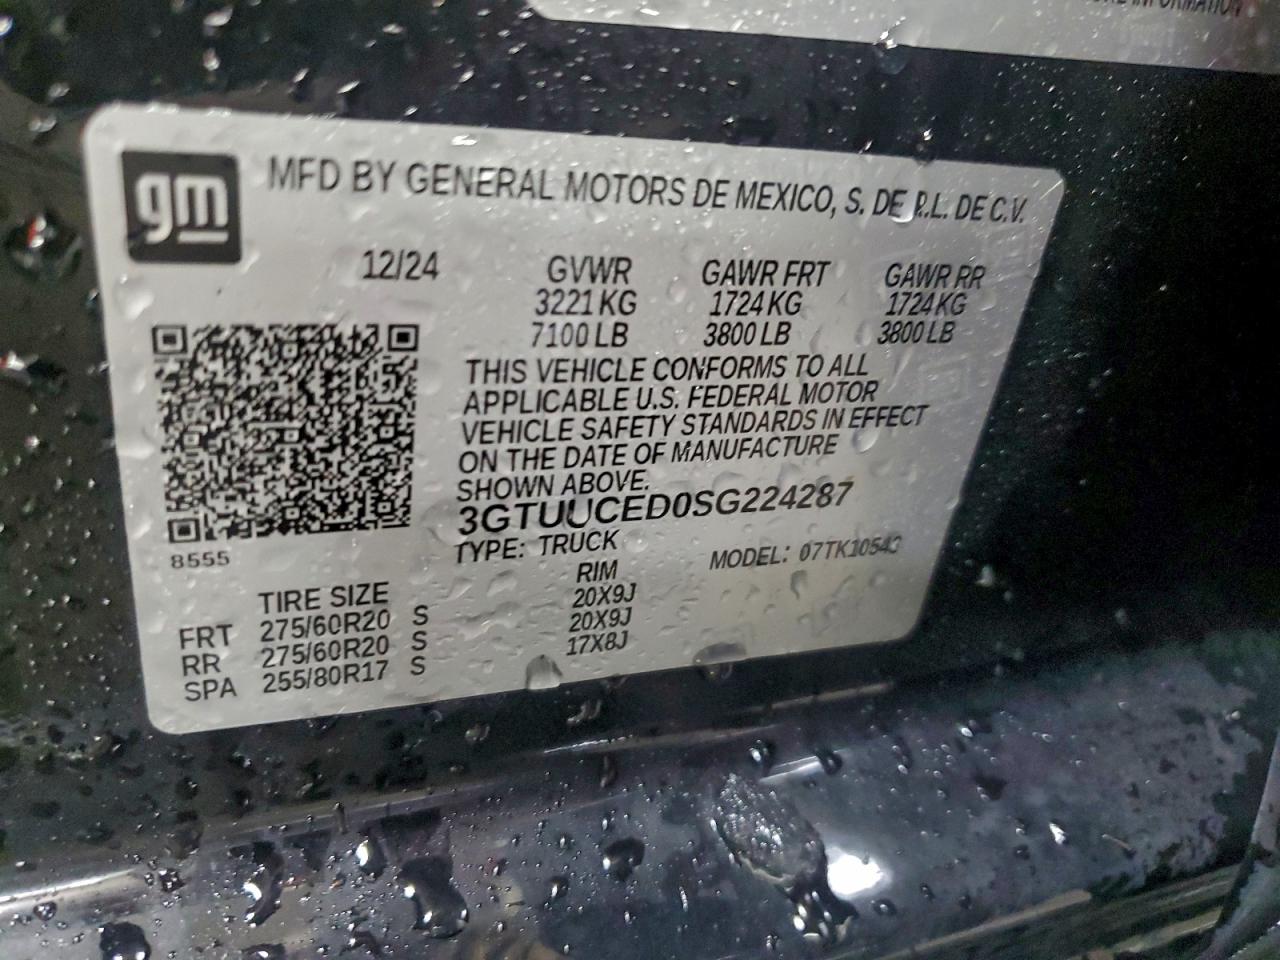 INFORMATION
gm
MFD BY GENERAL MOTORS DE MEXICO, S. DE R.L. DE C.V.
12/24 GVWR GAWR FRT GAWR RR
3221 KG 1724 KG 1724 KG
7100 LB 3800 LB 3800 LB
THIS VEHICLE CONFORMS TO ALL
APPLICABLE U.S. FEDERAL MOTOR
VEHICLE SAFETY STANDARDS IN EFFECT
ON THE DATE OF MANUFACTURE
SHOWN ABOVE.
3GTUUCED0SG224287
TYPE: TRUCK MODEL: 07TK10543
8555
TIRE SIZE RIM
FRT 275/60R20 S 20X9J
RR 275/60R20 S 20X9J
SPA 255/80R17 S 17X8J